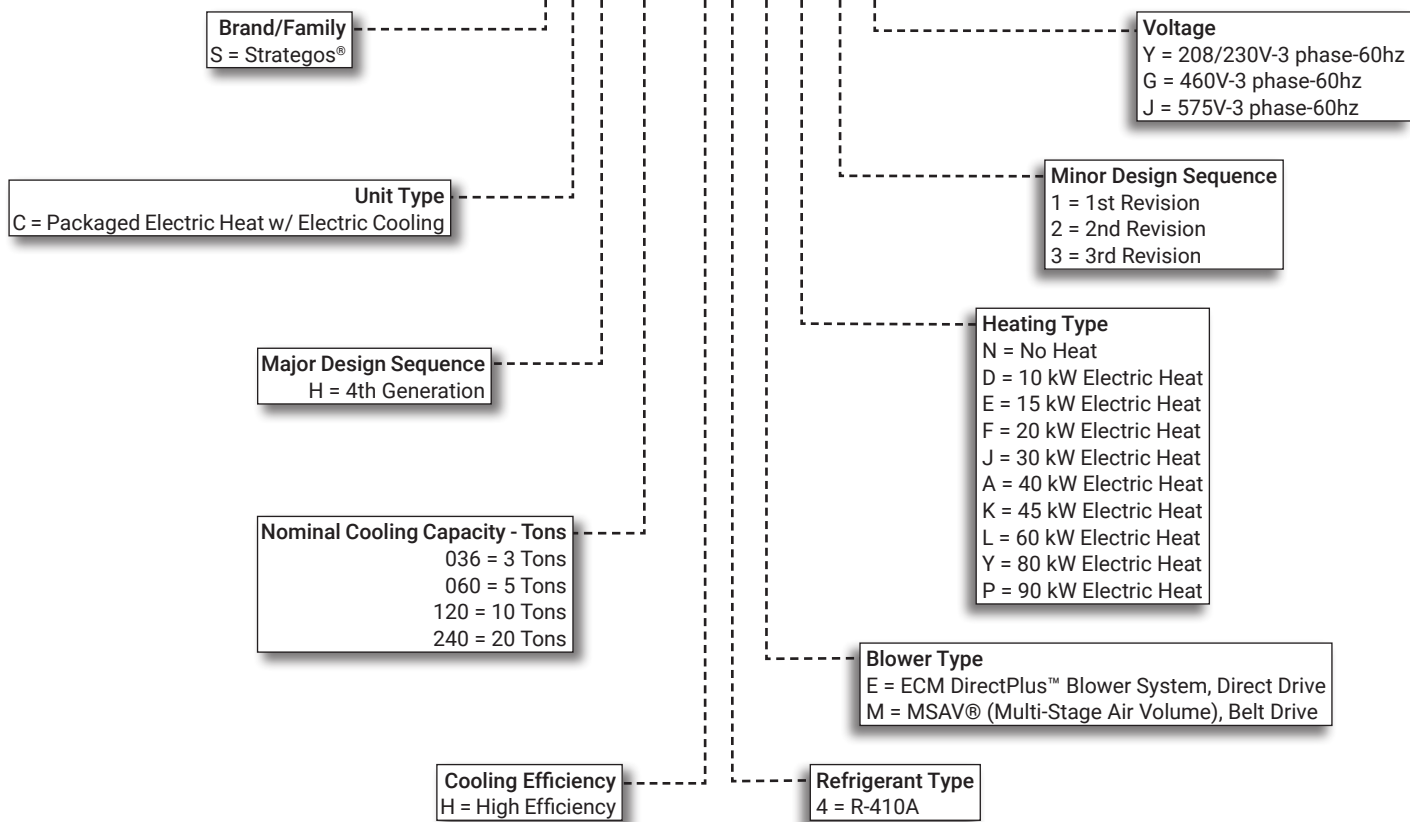 Brand/Family
S = Strategos®
Voltage
Y = 208/230V-3 phase-60hz
G = 460V-3 phase-60hz
J = 575V-3 phase-60hz
Unit Type
C = Packaged Electric Heat w/ Electric Cooling
Minor Design Sequence
1 = 1st Revision
2 = 2nd Revision
3 = 3rd Revision
Major Design Sequence
H = 4th Generation
Heating Type
N = No Heat
D = 10 kW Electric Heat
E = 15 kW Electric Heat
F = 20 kW Electric Heat
J = 30 kW Electric Heat
A = 40 kW Electric Heat
K = 45 kW Electric Heat
L = 60 kW Electric Heat
Y = 80 kW Electric Heat
P = 90 kW Electric Heat
Nominal Cooling Capacity - Tons
036 = 3 Tons
060 = 5 Tons
120 = 10 Tons
240 = 20 Tons
Blower Type
E = ECM DirectPlus™ Blower System, Direct Drive
M = MSAV® (Multi-Stage Air Volume), Belt Drive
Cooling Efficiency
H = High Efficiency
Refrigerant Type
4 = R-410A